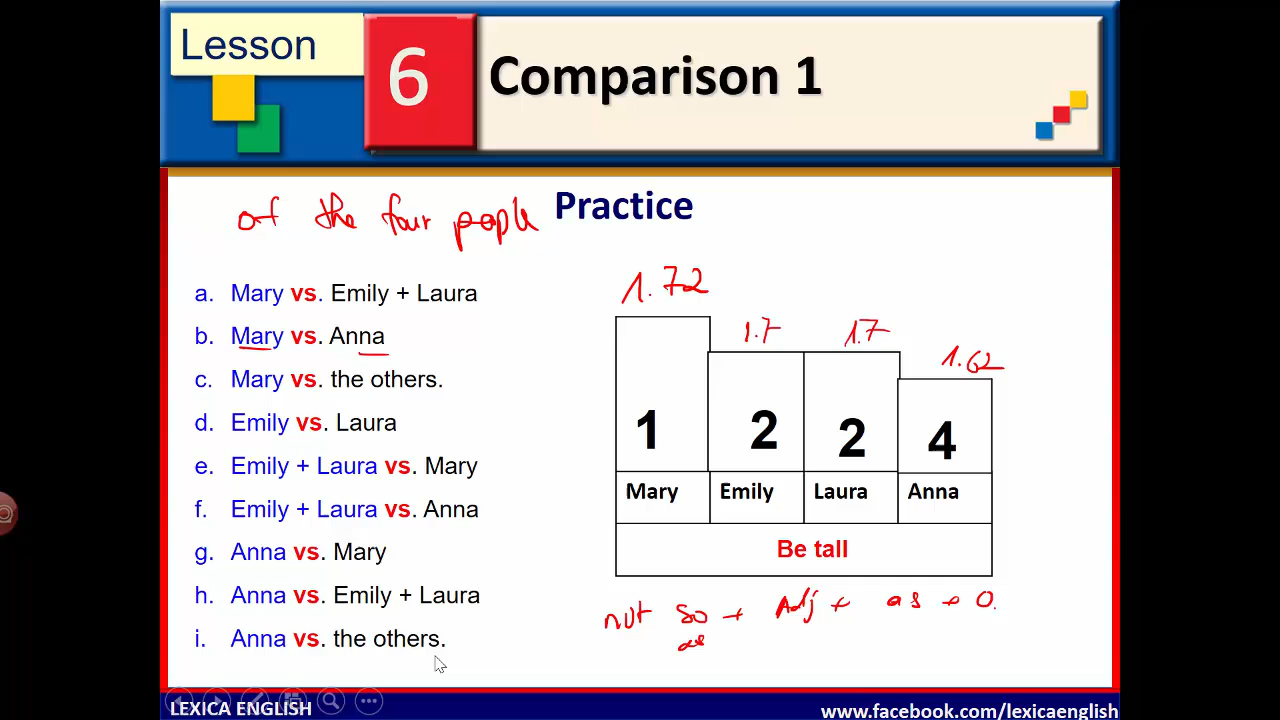 Lesson
6
Comparison 1
of the four people
Practice
a. Mary vs. Emily + Laura
b. Mary vs. Anna
c. Mary vs. the others.
d. Emily vs. Laura
e. Emily + Laura vs. Mary
f. Emily + Laura vs. Anna
g. Anna vs. Mary
h. Anna vs. Emily + Laura
i. Anna vs. the others.
1.72
1.7
1.7
1.62
1 2 2 4
Mary Emily Laura Anna
Be tall
not so + Adj + as + O.
as
LEXICA ENGLISH
www.facebook.com/lexicaenglish